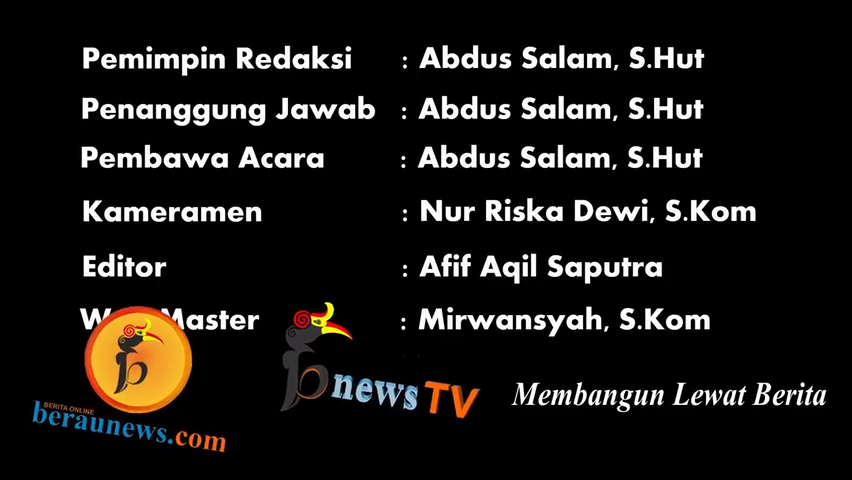 Pemimpin Redaksi : Abdus Salam, S.Hut
Penanggung Jawab : Abdus Salam, S.Hut
Pembawa Acara : Abdus Salam, S.Hut
Kameramen : Nur Riska Dewi, S.Kom
Editor : Afif Aqil Saputra
Master : Mirwansyah, S.Kom
BERITA ONLINE
beraunews.com
bnews TV
Membangun Lewat Berita